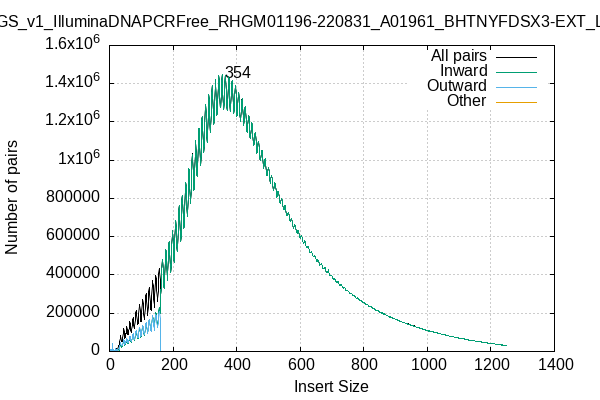 GS_v1_IlluminaDNAPCRFree_RHGM01196-220831_A01961_BHTNYFDSX3-EXT_L
1.6x10^6
1.4x10^6
1.2x10^6
1x10^6
800000
600000
400000
200000
0
Number of pairs
354
All pairs
Inward
Outward
Other
0 200 400 600 800 1000 1200 1400
Insert Size